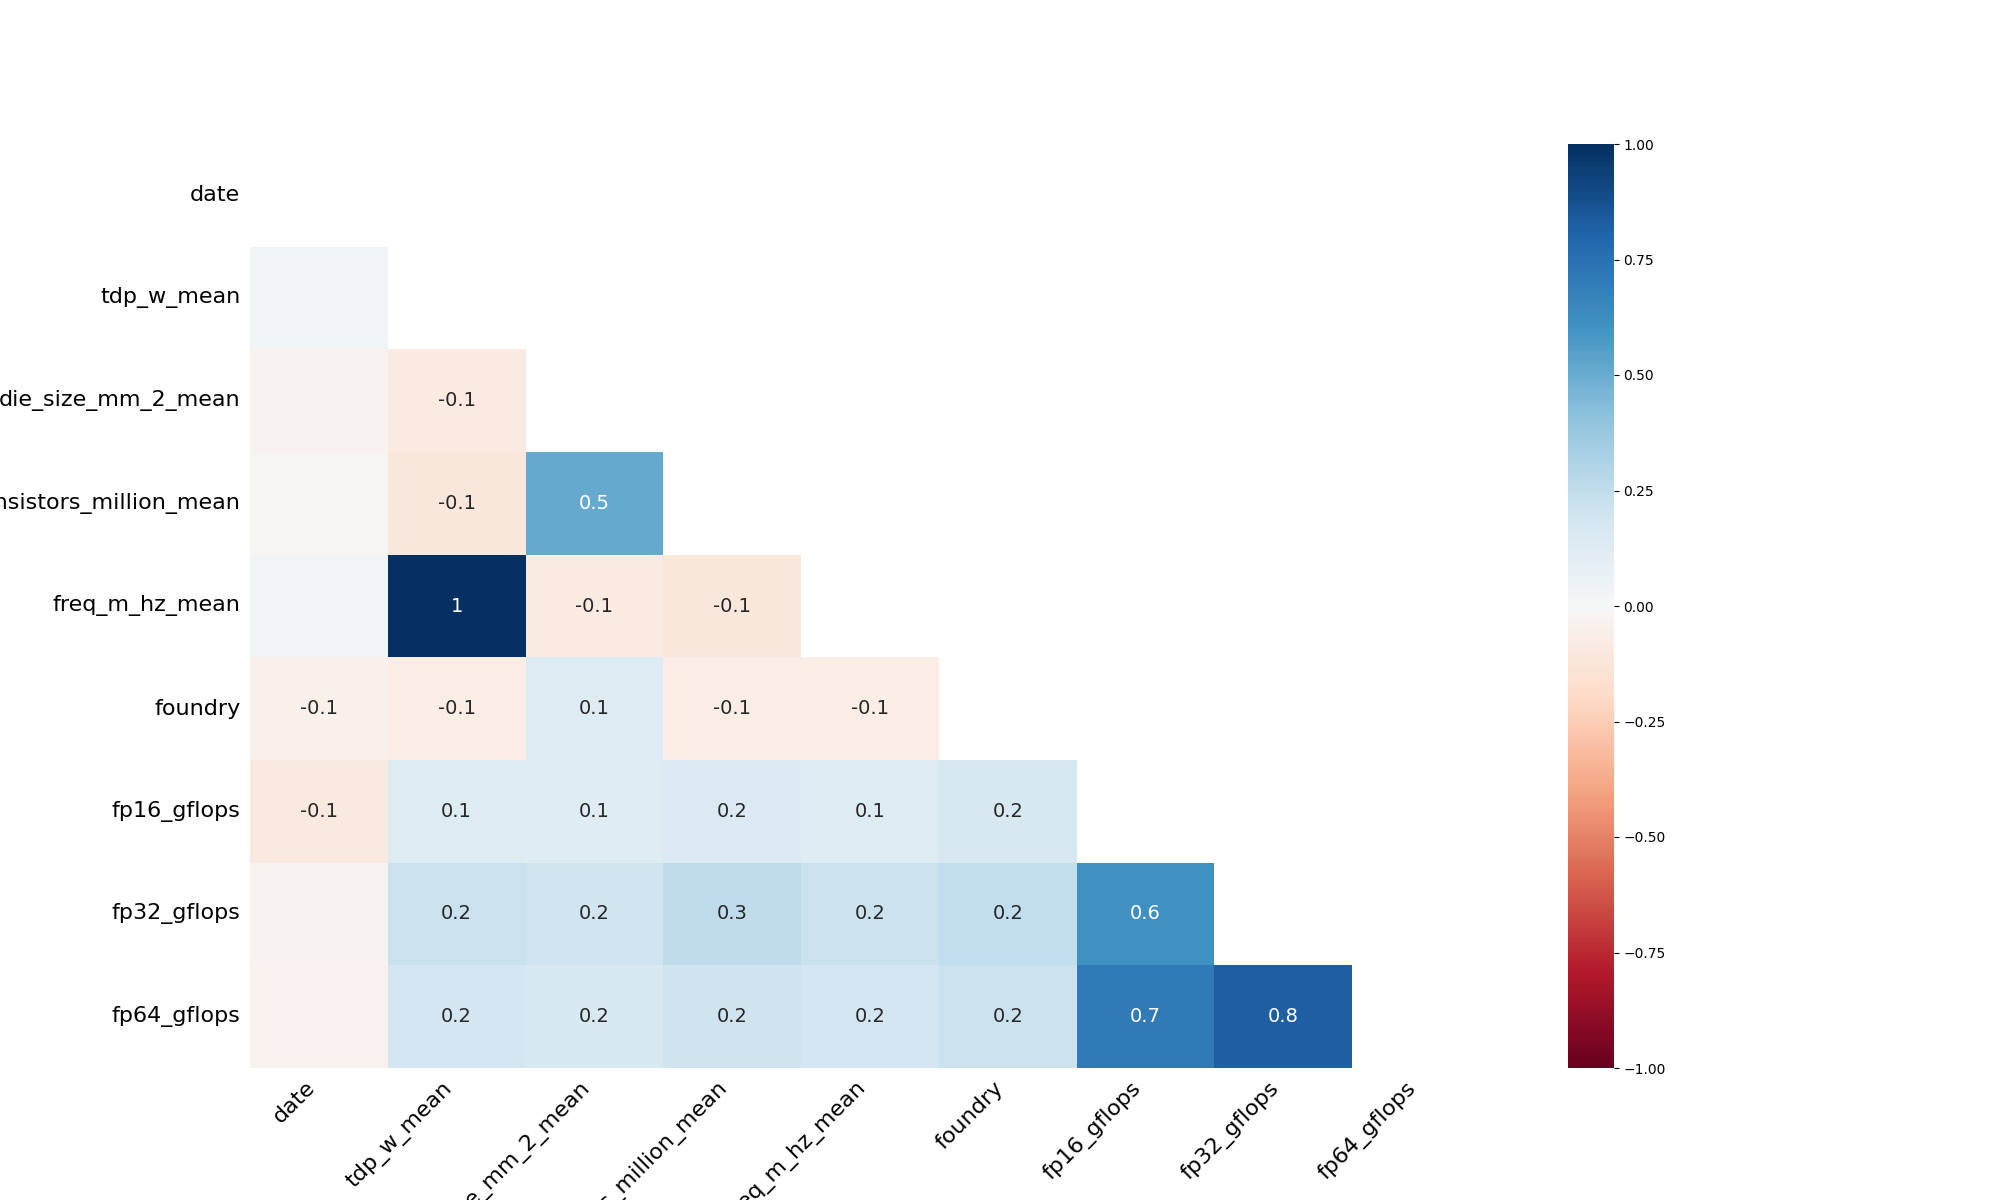 1.00
date
0.75
tdp_w_mean
0.50
die_size_mm_2_mean -0.1
0.25
nsistors_million_mean -0.1 0.5
0.00
freq_m_hz_mean 1 -0.1 -0.1
−0.25
foundry -0.1 -0.1 0.1 -0.1 -0.1
fp16_gflops -0.1 0.1 0.1 0.2 0.1 0.2
−0.50
fp32_gflops 0.2 0.2 0.3 0.2 0.2 0.6
−0.75
fp64_gflops 0.2 0.2 0.2 0.2 0.2 0.7 0.8
−1.00
date tdp_w_mean e_mm_2_mean s_million_mean eq_m_hz_mean foundry fp16_gflops fp32_gflops fp64_gflops